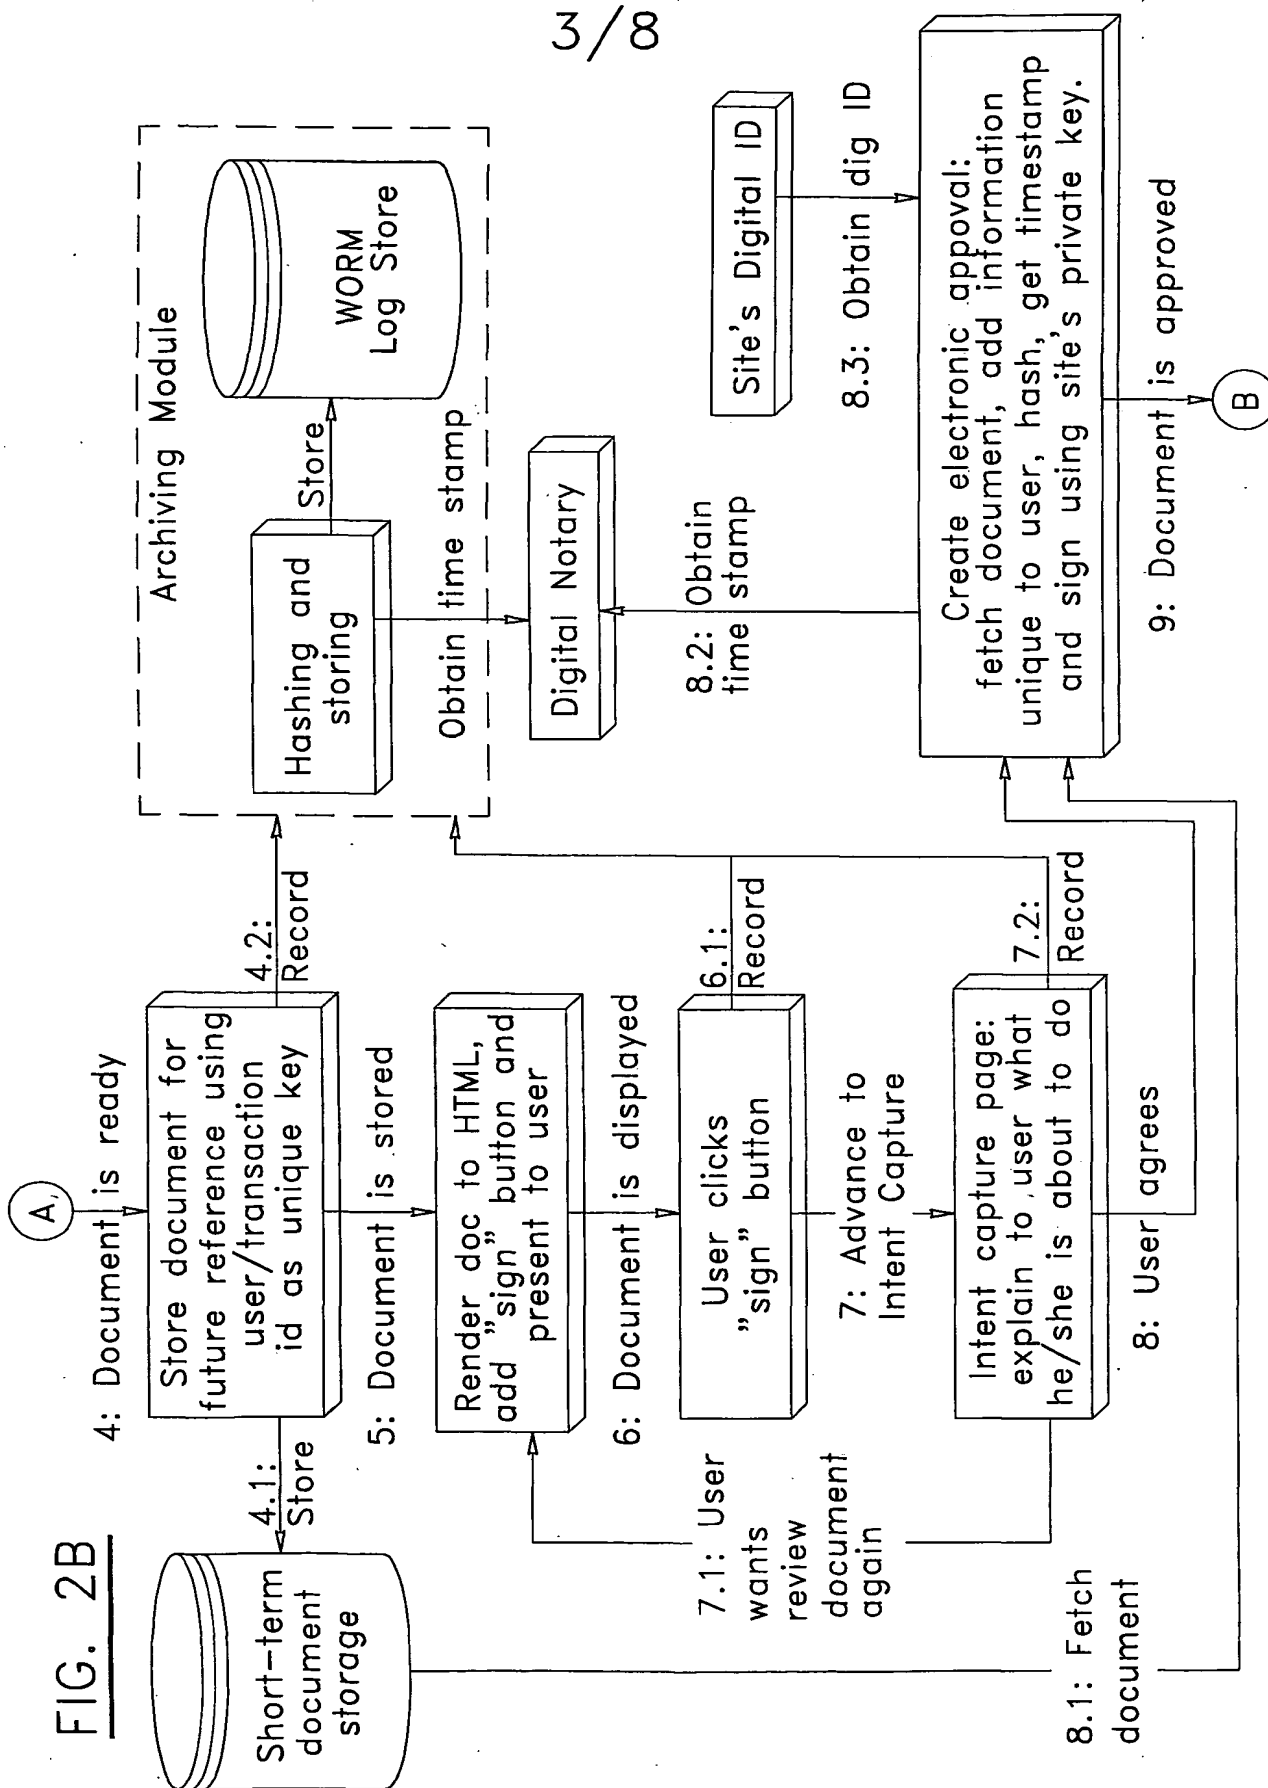 3/8
FIG. 2B
A
4: Document is ready
Store document for
future reference using
user/transaction
id as unique key
4.1:
Store
Short-term
document
storage
4.2:
Record
Archiving Module
Hashing and
storing
Store
WORM
Log Store
Obtain time stamp
Digital Notary
5: Document is stored
Render doc to HTML,
add "sign" button and
present to user
6: Document is displayed
User clicks
"sign" button
6.1:
Record
7: Advance to
Intent Capture
7.1: User
wants
review
document
again
Intent capture page:
explain to user what
he/she is about to do
7.2:
Record
8: User agrees
8.1: Fetch
document
8.2: Obtain
time stamp
Site's Digital ID
8.3: Obtain dig ID
Create electronic appoval:
fetch document, add information
unique to user, hash, get timestamp
and sign using site's private key.
9: Document is approved
B